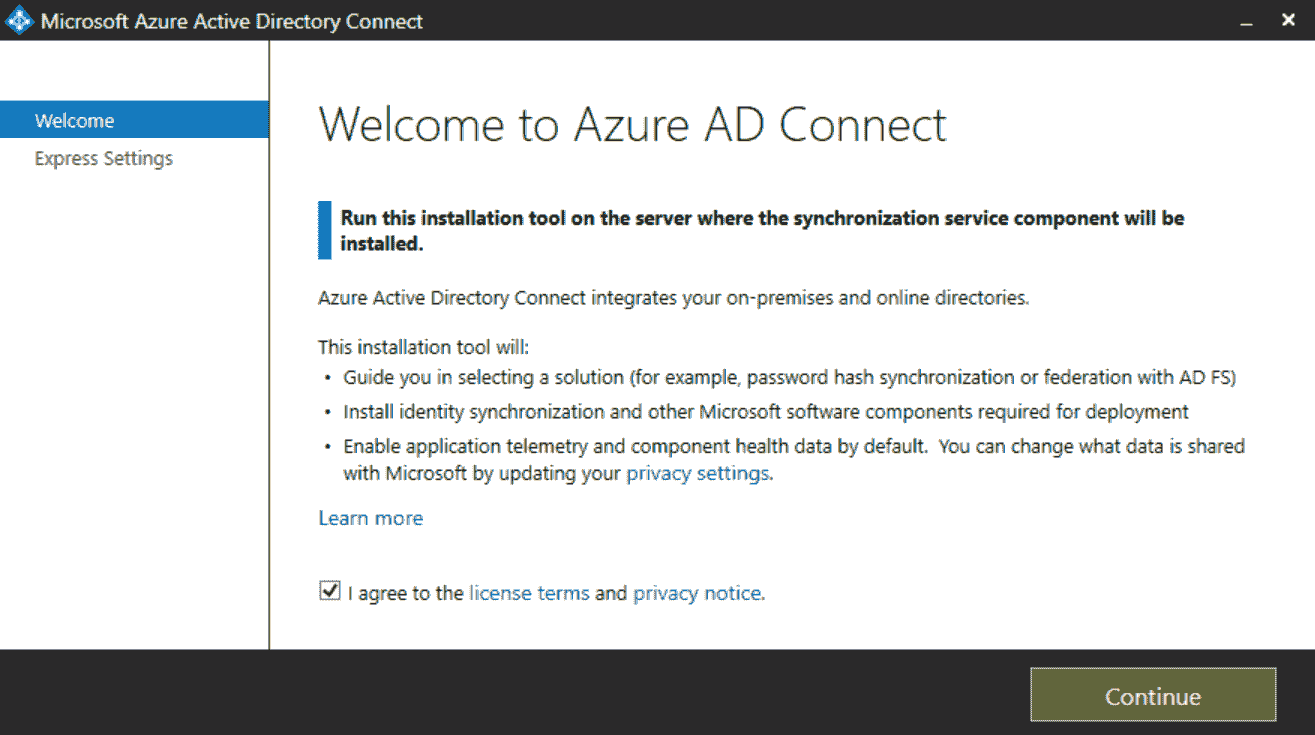 Microsoft Azure Active Directory Connect
Welcome
Express Settings
Welcome to Azure AD Connect
Run this installation tool on the server where the synchronization service component will be
installed.
Azure Active Directory Connect integrates your on-premises and online directories.
This installation tool will:
• Guide you in selecting a solution (for example, password hash synchronization or federation with AD FS)
• Install identity synchronization and other Microsoft software components required for deployment
• Enable application telemetry and component health data by default.  You can change what data is shared
with Microsoft by updating your privacy settings.
Learn more
I agree to the license terms and privacy notice.
Continue